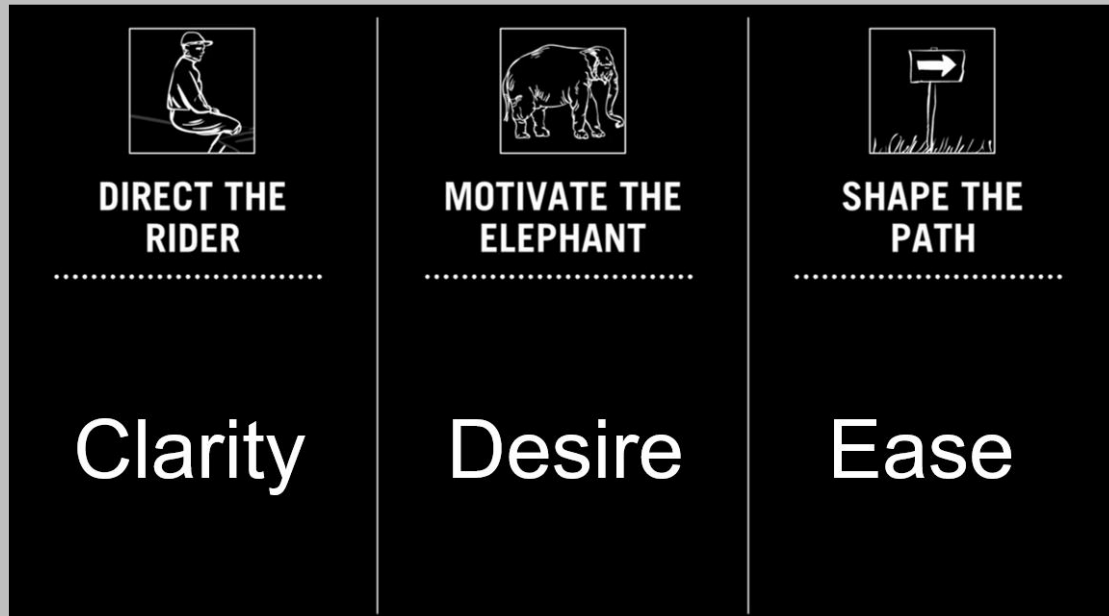 DIRECT THE
RIDER
Clarity
MOTIVATE THE
ELEPHANT
Desire
SHAPE THE
PATH
Ease